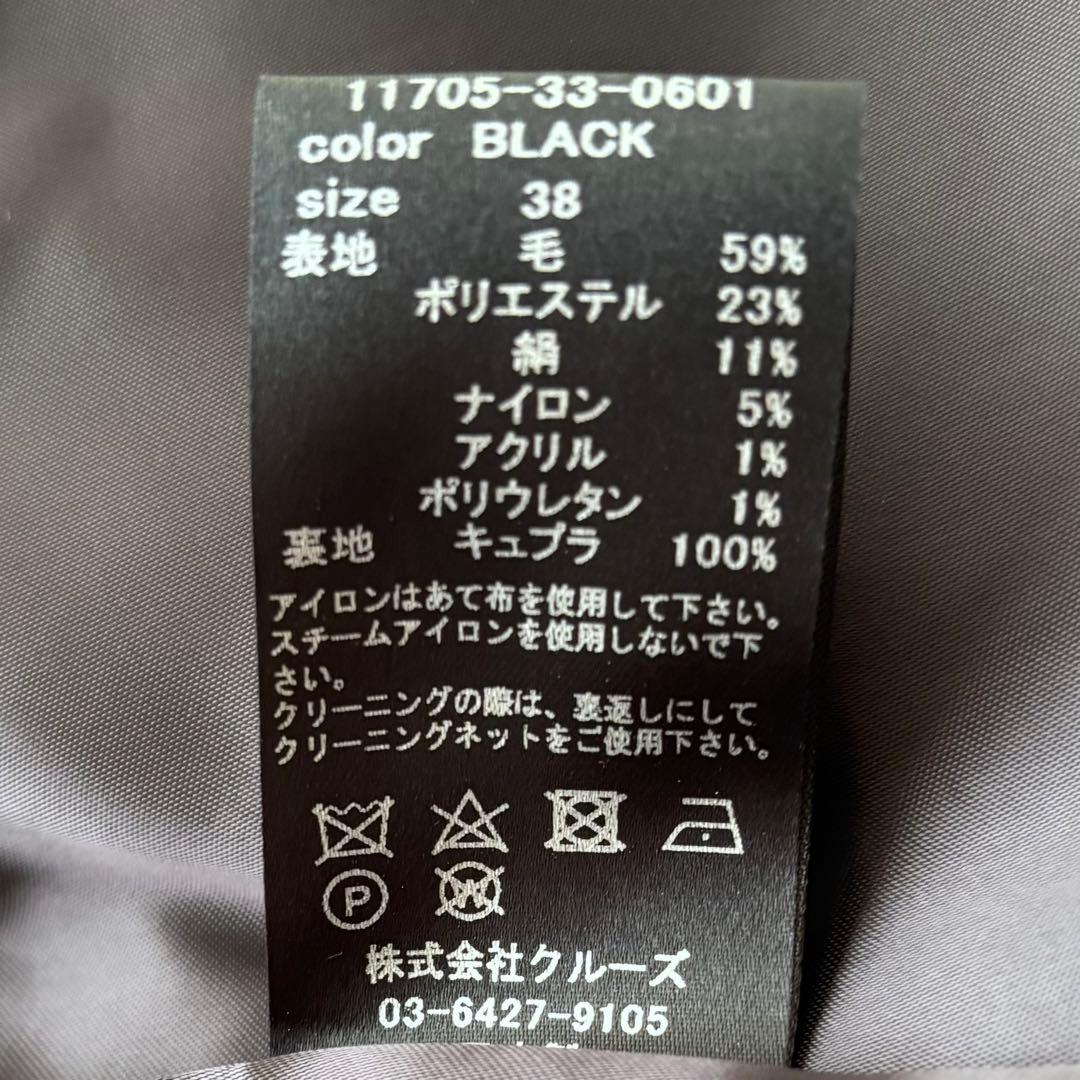 11705-33-0601
color BLACK
size 38
表地 毛 59%
ポリエステル 23%
絹 11%
ナイロン 5%
アクリル 1%
ポリウレタン 1%
裏地 キュプラ 100%
アイロンはあて布を使用して下さい。
スチームアイロンを使用しないで下
さい。
クリーニングの際は、裏返しにして
クリーニングネットをご使用下さい。
P
W
株式会社クルーズ
03-6427-9105